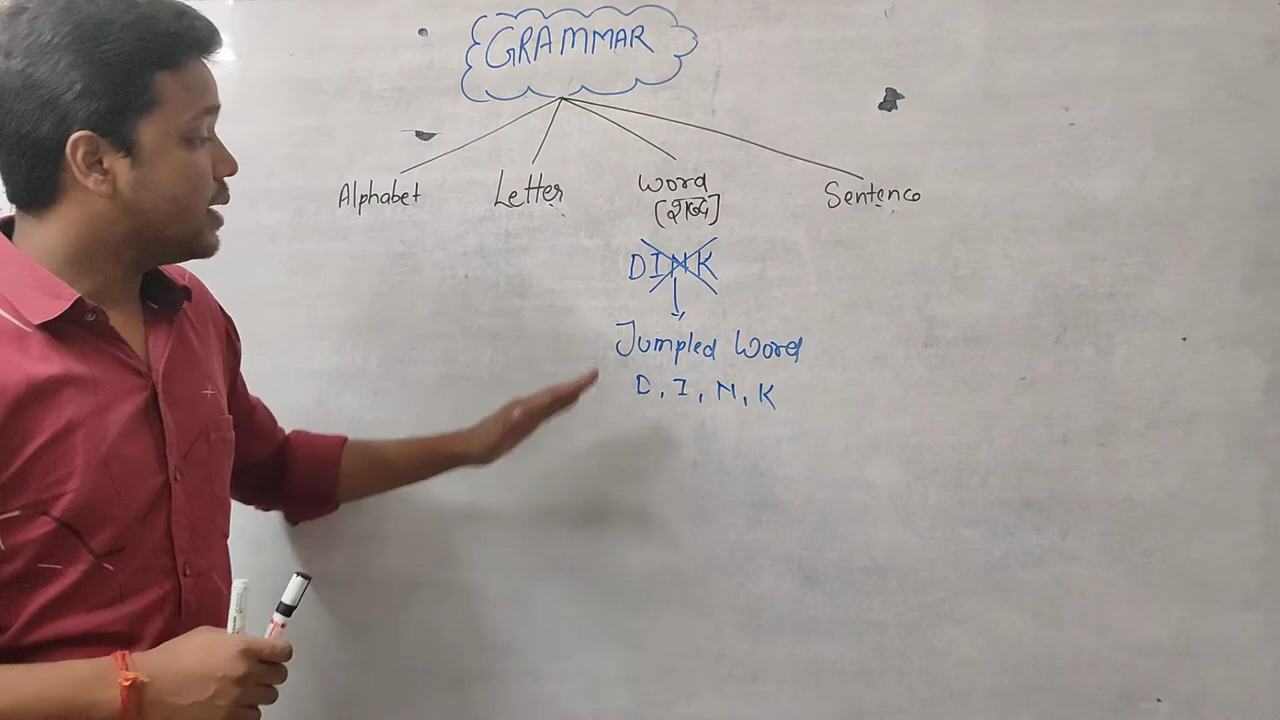 GRAMMAR
Alphabet Letter Word Sentence
(शब्द)
DINK
Jumpled Word
D, I, N, K